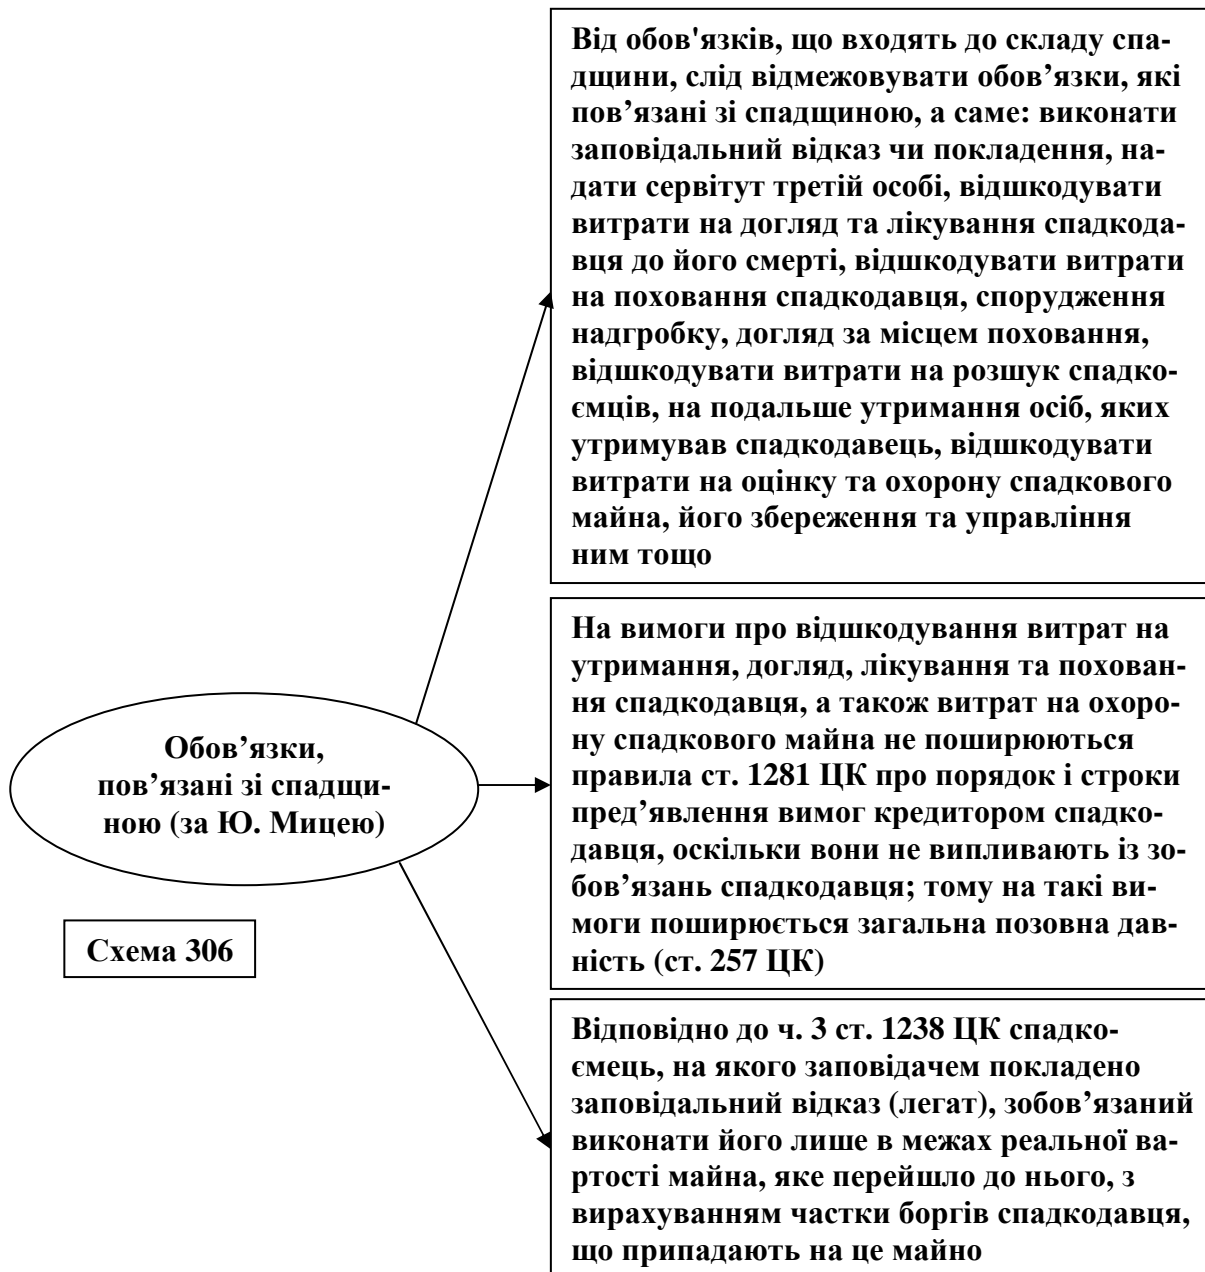 Від обов'язків, що входять до складу спа-
дщини, слід відмежовувати обов’язки, які
пов’язані зі спадщиною, а саме: виконати
заповідальний відказ чи покладення, на-
дати сервітут третій особі, відшкодувати
витрати на догляд та лікування спадкода-
вця до його смерті, відшкодувати витрати
на поховання спадкодавця, спорудження
надгробку, догляд за місцем поховання,
відшкодувати витрати на розшук спадко-
ємців, на подальше утримання осіб, яких
утримував спадкодавець, відшкодувати
витрати на оцінку та охорону спадкового
майна, його збереження та управління
ним тощо
На вимоги про відшкодування витрат на
утримання, догляд, лікування та похован-
ня спадкодавця, а також витрат на охоро-
ну спадкового майна не поширюються
правила ст. 1281 ЦК про порядок і строки
пред’явлення вимог кредитором спадко-
давця, оскільки вони не випливають із зо-
бов’язань спадкодавця; тому на такі ви-
моги поширюється загальна позовна дав-
ність (ст. 257 ЦК)
Обов’язки,
пов’язані зі спадщи-
ною (за Ю. Мицею)
Схема 306
Відповідно до ч. 3 ст. 1238 ЦК спадко-
ємець, на якого заповідачем покладено
заповідальний відказ (легат), зобов’язаний
виконати його лише в межах реальної ва-
ртості майна, яке перейшло до нього, з
вирахуванням частки боргів спадкодавця,
що припадають на це майно